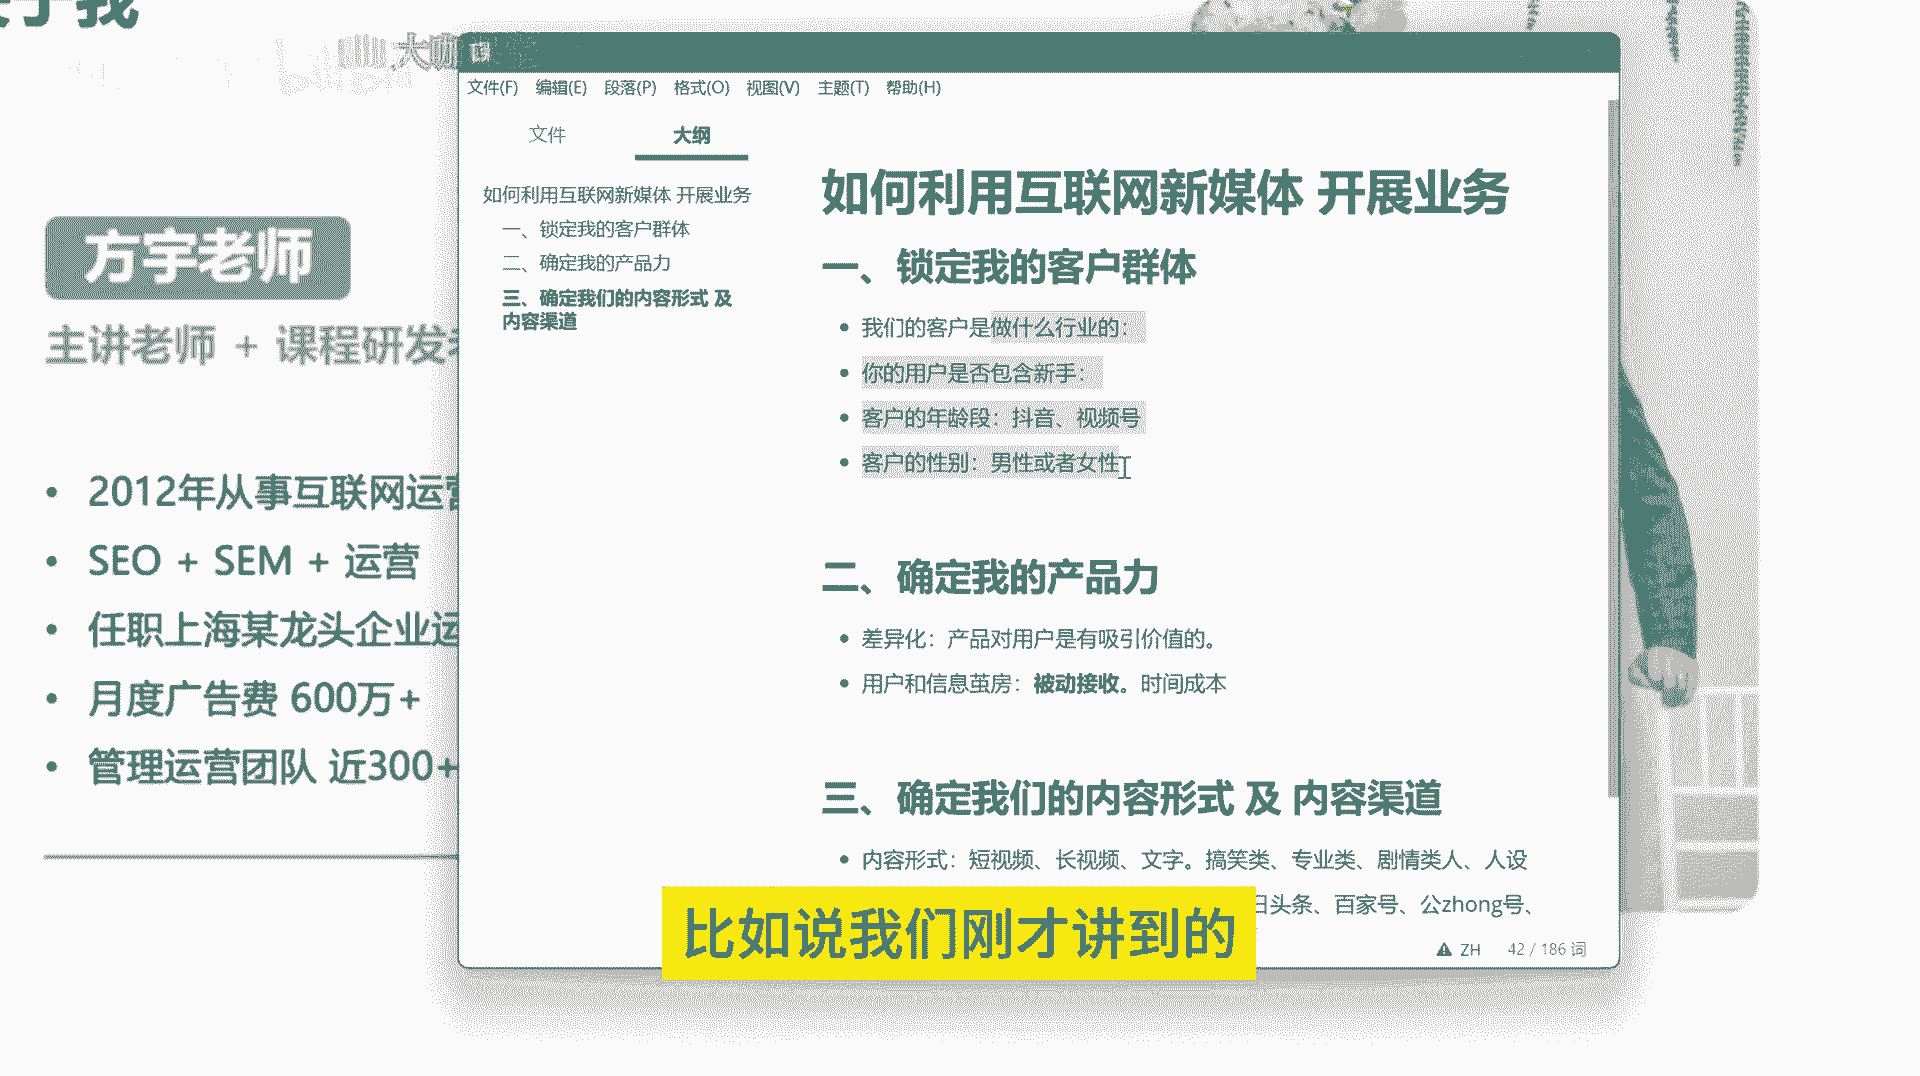 我
大咖
方宇老师
主讲老师 + 课程研发
2012年从事互联网运营
SEO + SEM + 运营
任职上海某龙头企业运
月度广告费 600万+
管理运营团队 近300+
文件(F) 编辑(E) 段落(P) 格式(O) 视图(V) 主题(T) 帮助(H)
文件 大纲
如何利用互联网新媒体 开展业务
一、锁定我的客户群体
二、确定我的产品力
三、确定我们的内容形式 及
内容渠道
如何利用互联网新媒体 开展业务
一、锁定我的客户群体
我们的客户是做什么行业的：
你的用户是否包含新手：
客户的年龄段：抖音、视频号
客户的性别：男性或者女性
二、确定我的产品力
差异化：产品对用户是有吸引价值的。
用户和信息茧房：被动接收。时间成本
三、确定我们的内容形式 及 内容渠道
内容形式：短视频、长视频、文字。搞笑类、专业类、剧情类人、人设
日头条、百家号、公zhong号、
比如说我们刚才讲到的
ZH 42 / 186 词